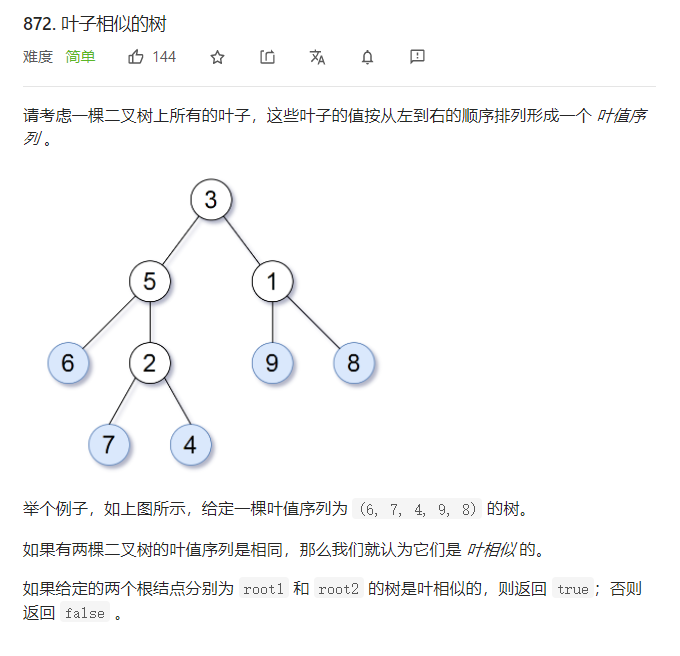 872. 叶子相似的树
难度 简单 144
请考虑一棵二叉树上所有的叶子，这些叶子的值按从左到右的顺序排列形成一个 叶值序
列 。
3
5 1
6 2 9 8
7 4
举个例子，如上图所示，给定一棵叶值序列为 (6, 7, 4, 9, 8) 的树。
如果有两棵二叉树的叶值序列是相同，那么我们就认为它们是 叶相似 的。
如果给定的两个根结点分别为 root1 和 root2 的树是叶相似的，则返回 true；否则
返回 false 。